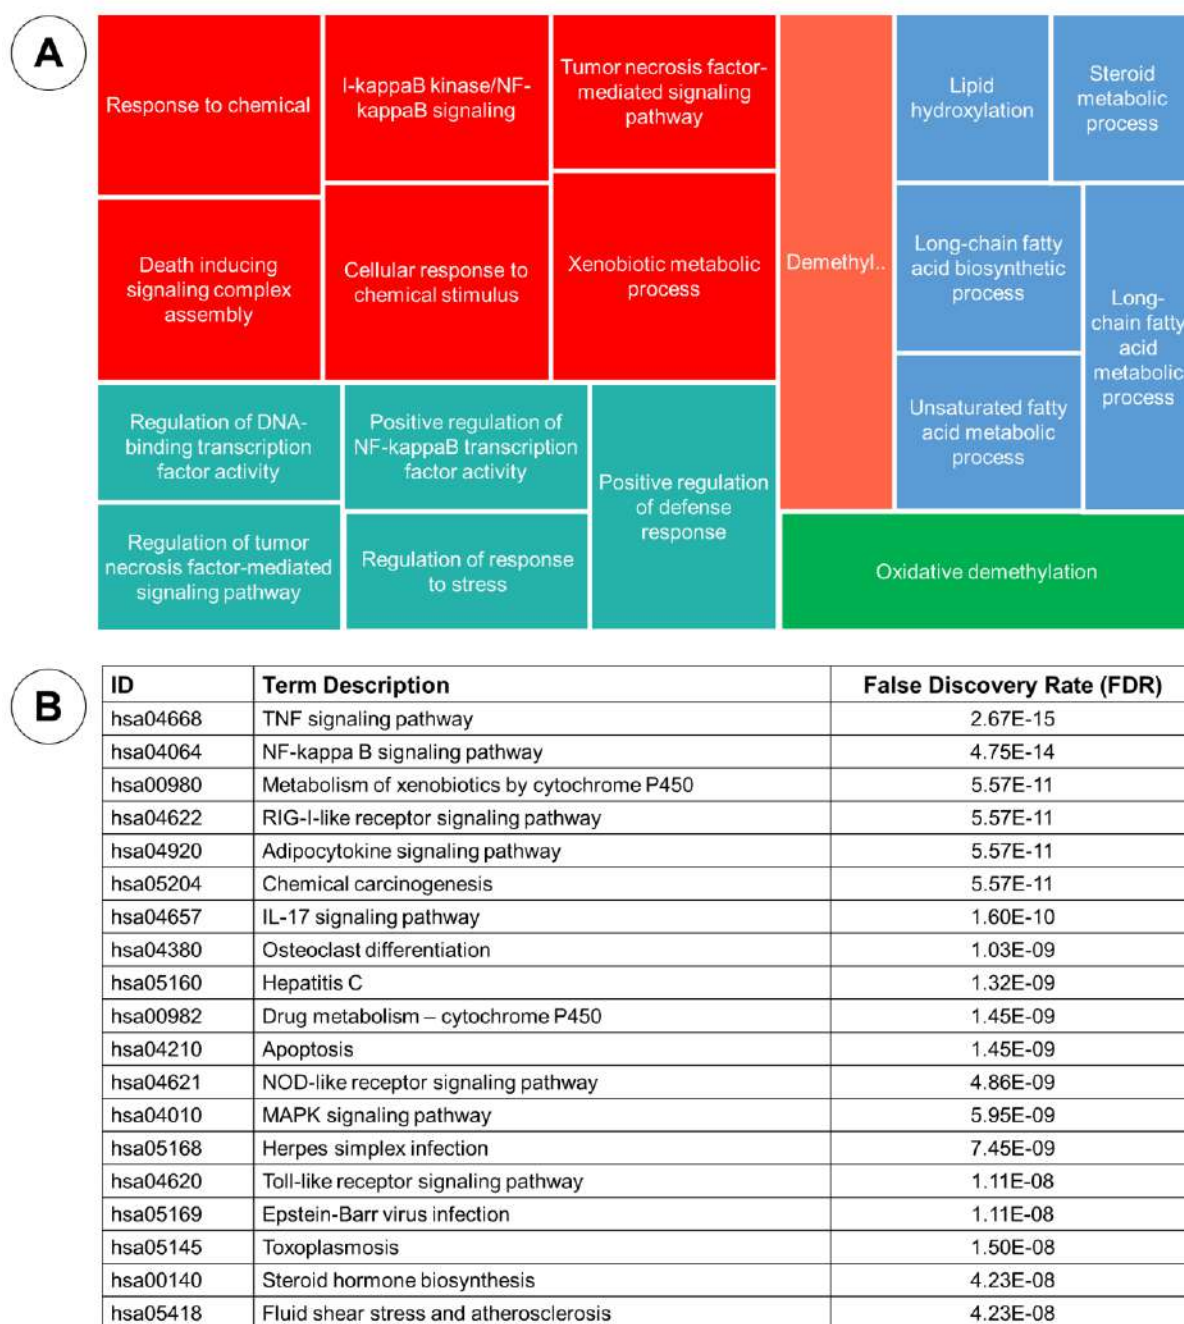 A
Response to chemical
I-kappaB kinase/NF-
kappaB signaling
Tumor necrosis factor-
mediated signaling
pathway
Death inducing
signaling complex
assembly
Cellular response to
chemical stimulus
Xenobiotic metabolic
process
Demethyl..
Lipid
hydroxylation
Steroid
metabolic
process
Long-chain fatty
acid biosynthetic
process
Long-
chain fatty
acid
metabolic
process
Unsaturated fatty
acid metabolic
process
Regulation of DNA-
binding transcription
factor activity
Positive regulation of
NF-kappaB transcription
factor activity
Positive regulation
of defense
response
Regulation of tumor
necrosis factor-mediated
signaling pathway
Regulation of response
to stress
Oxidative demethylation
B
ID Term Description False Discovery Rate (FDR)
hsa04668 TNF signaling pathway 2.67E-15
hsa04064 NF-kappa B signaling pathway 4.75E-14
hsa00980 Metabolism of xenobiotics by cytochrome P450 5.57E-11
hsa04622 RIG-I-like receptor signaling pathway 5.57E-11
hsa04920 Adipocytokine signaling pathway 5.57E-11
hsa05204 Chemical carcinogenesis 5.57E-11
hsa04657 IL-17 signaling pathway 1.60E-10
hsa04380 Osteoclast differentiation 1.03E-09
hsa05160 Hepatitis C 1.32E-09
hsa00982 Drug metabolism – cytochrome P450 1.45E-09
hsa04210 Apoptosis 1.45E-09
hsa04621 NOD-like receptor signaling pathway 4.86E-09
hsa04010 MAPK signaling pathway 5.95E-09
hsa05168 Herpes simplex infection 7.45E-09
hsa04620 Toll-like receptor signaling pathway 1.11E-08
hsa05169 Epstein-Barr virus infection 1.11E-08
hsa05145 Toxoplasmosis 1.50E-08
hsa00140 Steroid hormone biosynthesis 4.23E-08
hsa05418 Fluid shear stress and atherosclerosis 4.23E-08